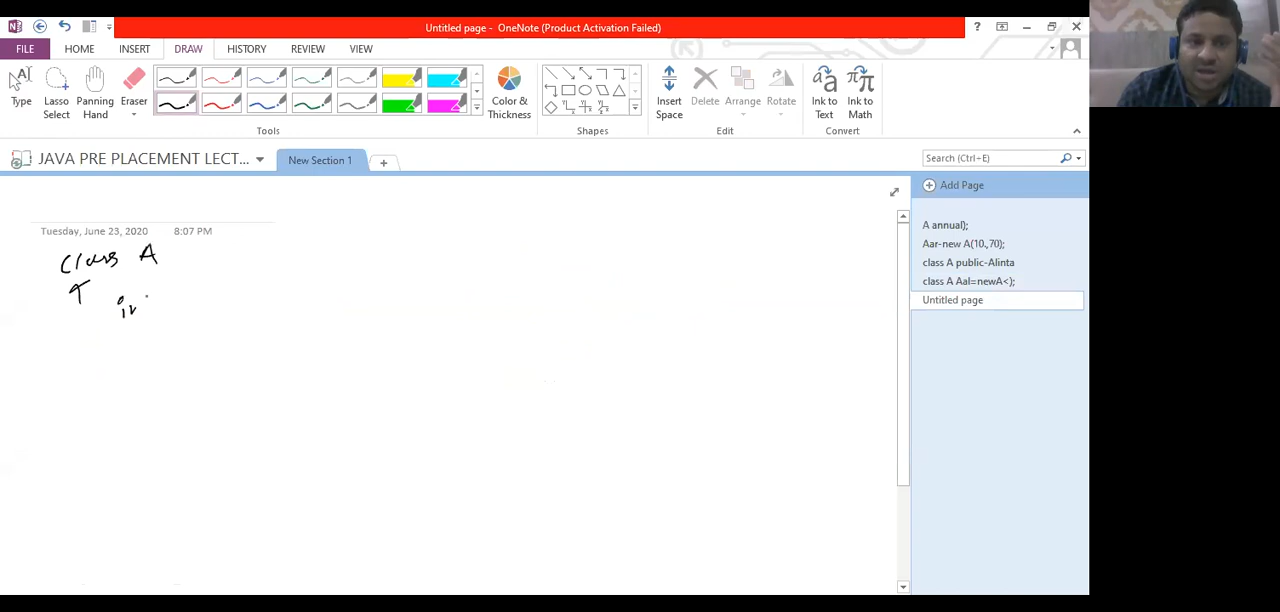 Untitled page - OneNote (Product Activation Failed)
FILE HOME INSERT DRAW HISTORY REVIEW VIEW
Type Lasso Select Panning Hand Eraser Color & Thickness Insert Space Delete Arrange Rotate Ink to Text Ink to Math
Tools Shapes Edit Convert
JAVA PRE PLACEMENT LECT... New Section 1 Search (Ctrl+E)
Add Page
Tuesday, June 23, 2020 8:07 PM
class A
A annual);
Aar-new A(10.,70);
class A public-Alinta
class A Aal=newA<);
Untitled page